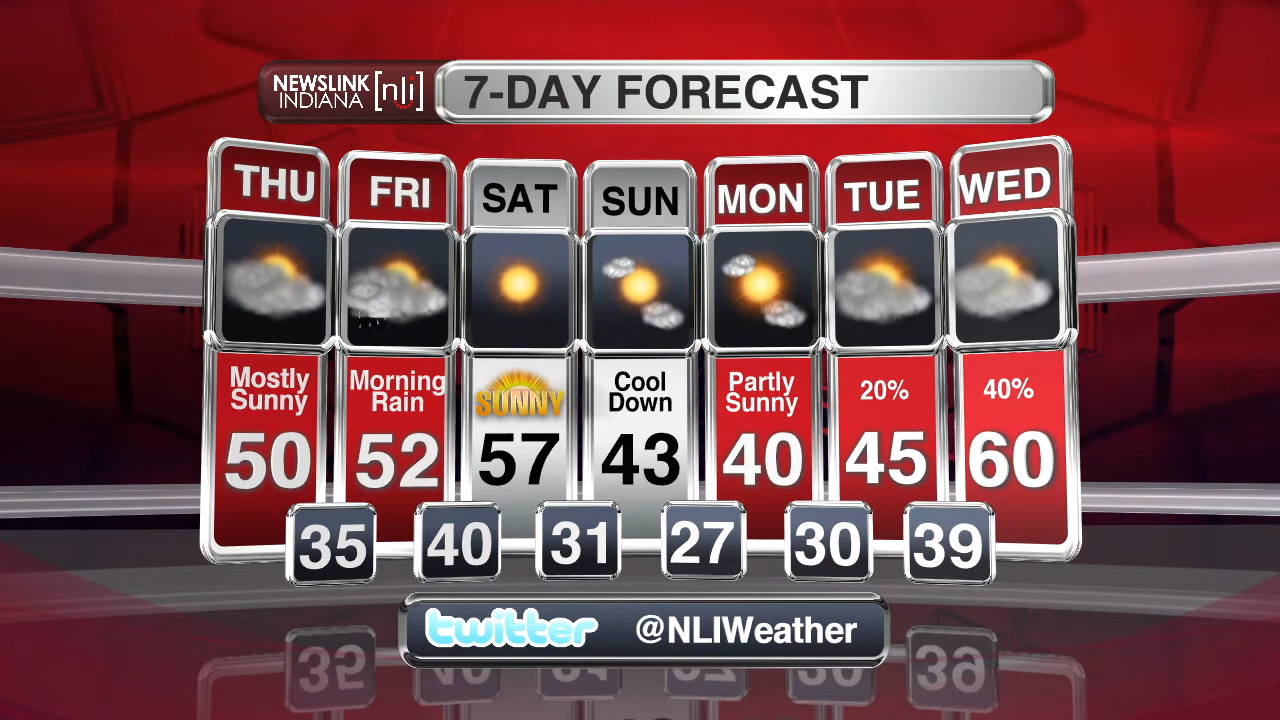 NEWSLINK
INDIANA
[nli]
7-DAY FORECAST
THU
FRI
SAT
SUN
MON
TUE
WED
Mostly
Sunny
50
Morning
Rain
52
SUNNY
57
Cool
Down
43
Partly
Sunny
40
20%
45
40%
60
35
40
31
27
30
39
twitter
@NLIWeather